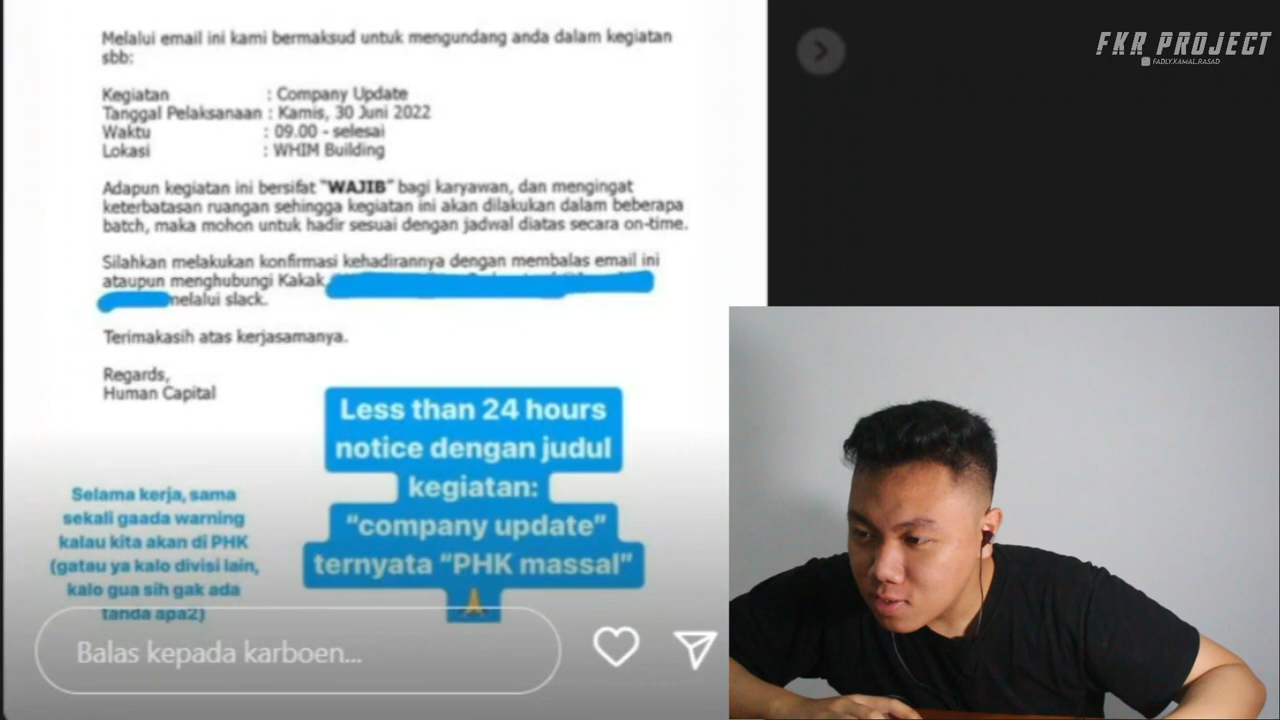 Melalui email ini kami bermaksud untuk mengundang anda dalam kegiatan
sbb:
Kegiatan : Company Update
Tanggal Pelaksanaan : Kamis, 30 Juni 2022
Waktu : 09.00 - selesai
Lokasi : WHIM Building
Adapun kegiatan ini bersifat "WAJIB" bagi karyawan, dan mengingat
keterbatasan ruangan sehingga kegiatan ini akan dilakukan dalam beberapa
batch, maka mohon untuk hadir sesuai dengan jadwal diatas secara on-time.
Silahkan melakukan konfirmasi kehadirannya dengan membalas email ini
ataupun menghubungi Kakak
melalui slack.
Terimakasih atas kerjasamanya.
Regards,
Human Capital
Less than 24 hours
notice dengan judul
kegiatan:
"company update"
ternyata "PHK massal"
Selama kerja, sama
sekali gaada warning
kalau kita akan di PHK
(gatau ya kalo divisi lain,
kalo gua sih gak ada
tanda apa2)
Balas kepada karboen...
FKR PROJECT
FADLY.KAMAL_RASAD